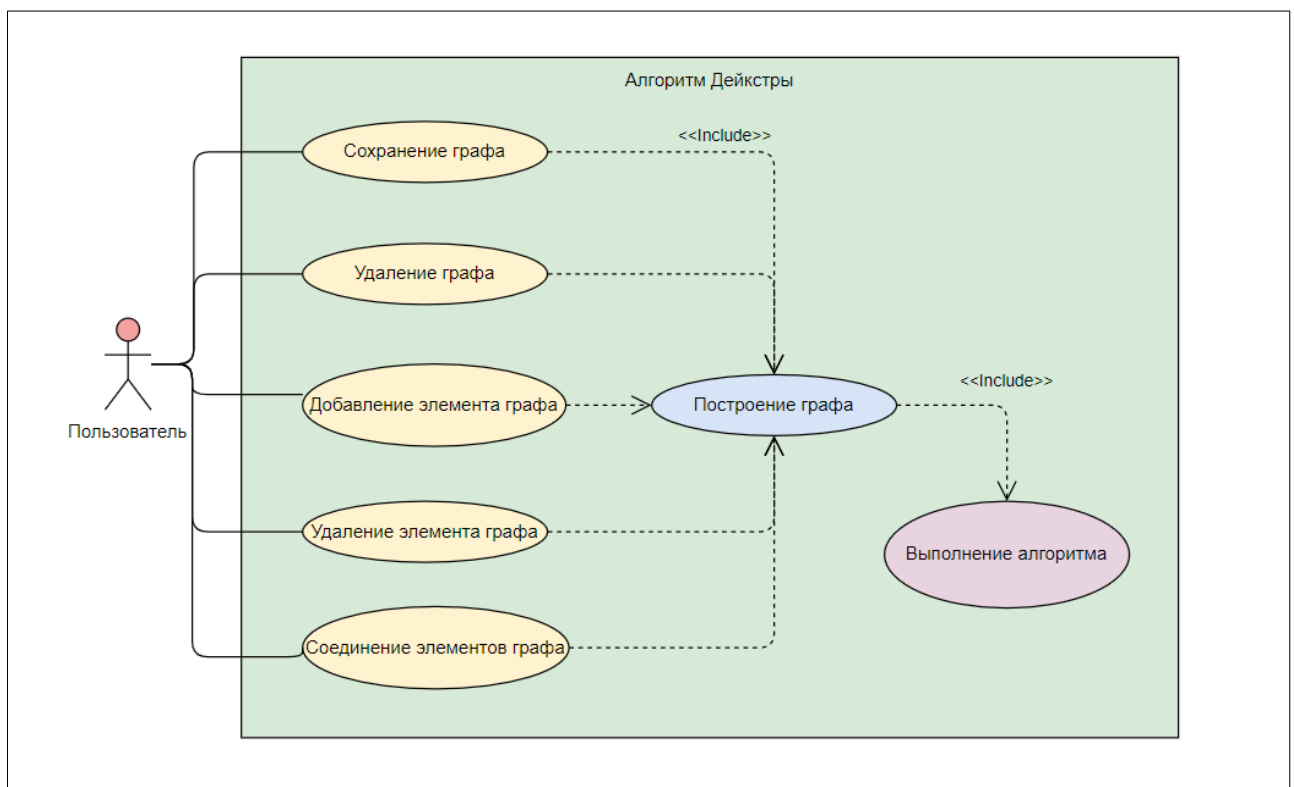 Алгоритм Дейкстры
<<Include>>
Сохранение графа
Удаление графа
<<Include>>
Добавление элемента графа
Построение графа
Пользователь
Удаление элемента графа
Выполнение алгоритма
Соединение элементов графа